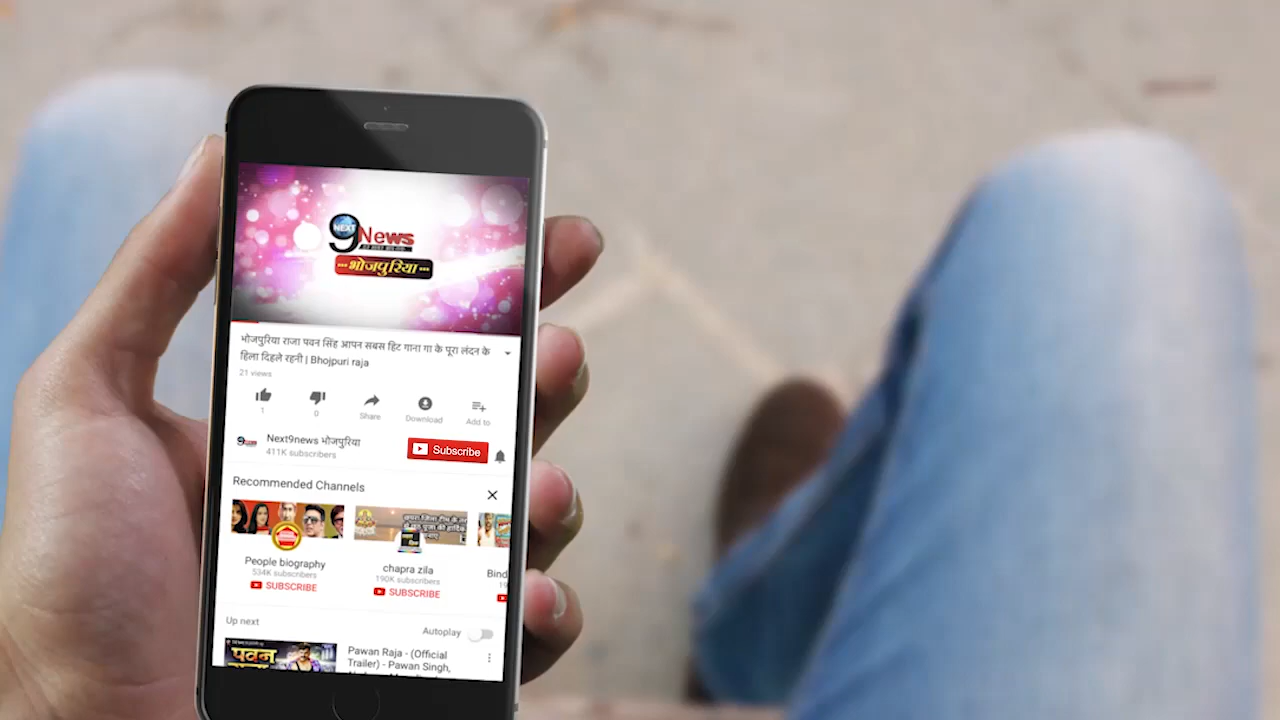 NEXT
9News
भोजपुरिया
भोजपुरिया राजा पवन सिंह आपन सबस हिट गाना गा के पूरा लंदन के
हिला दिहले रहनी | Bhojpuri raja
21 views
1
0
Share
Download
Add to
Next9news भोजपुरिया
411K subscribers
Subscribe
Recommended Channels
People biography
534K subscribers
SUBSCRIBE
chapra zila
190K subscribers
SUBSCRIBE
Bind
Up next
Autoplay
पवन
Pawan Raja - (Official
Trailer) - Pawan Singh,